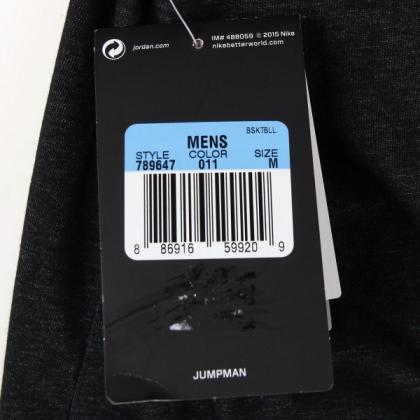 jordan.com
IM# 488059 © 2015 Nike
nikebetterworld.com
BSKTBLL
MENS
STYLE COLOR SIZE
789647 011 M
8 86916 59920 9
JUMPMAN